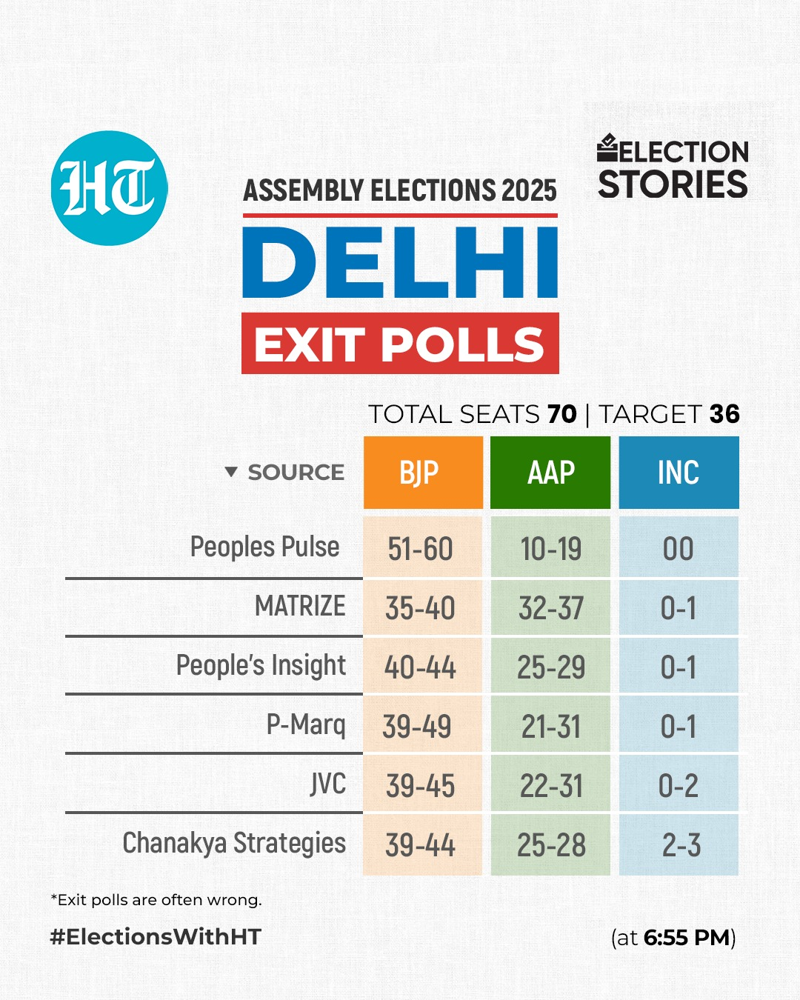 HT
ELECTION
STORIES
ASSEMBLY ELECTIONS 2025
DELHI
EXIT POLLS
TOTAL SEATS 70 | TARGET 36
▼ SOURCE BJP AAP INC
Peoples Pulse 51-60 10-19 00
MATRIZE 35-40 32-37 0-1
People's Insight 40-44 25-29 0-1
P-Marq 39-49 21-31 0-1
JVC 39-45 22-31 0-2
Chanakya Strategies 39-44 25-28 2-3
*Exit polls are often wrong.
#ElectionsWithHT (at 6:55 PM)